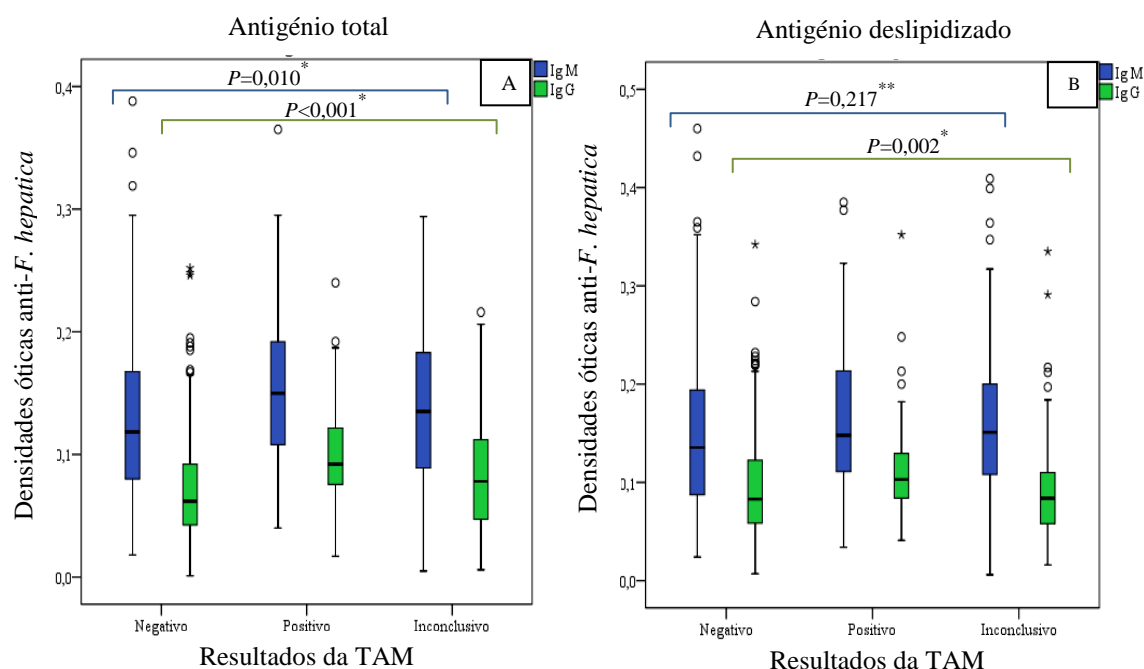 Antigénio total
IgM
IgG
A
P=0,010*
P<0,001*
0,4
0,3
0,2
0,1
0,0
Densidades óticas anti-F. hepatica
Negativo Positivo Inconclusivo
Resultados da TAM
Antigénio deslipidizado
IgM
IgG
B
P=0,217**
P=0,002*
0,5
0,4
0,3
0,2
0,1
0,0
Densidades óticas anti-F. hepatica
Negativo Positivo Inconclusivo
Resultados da TAM